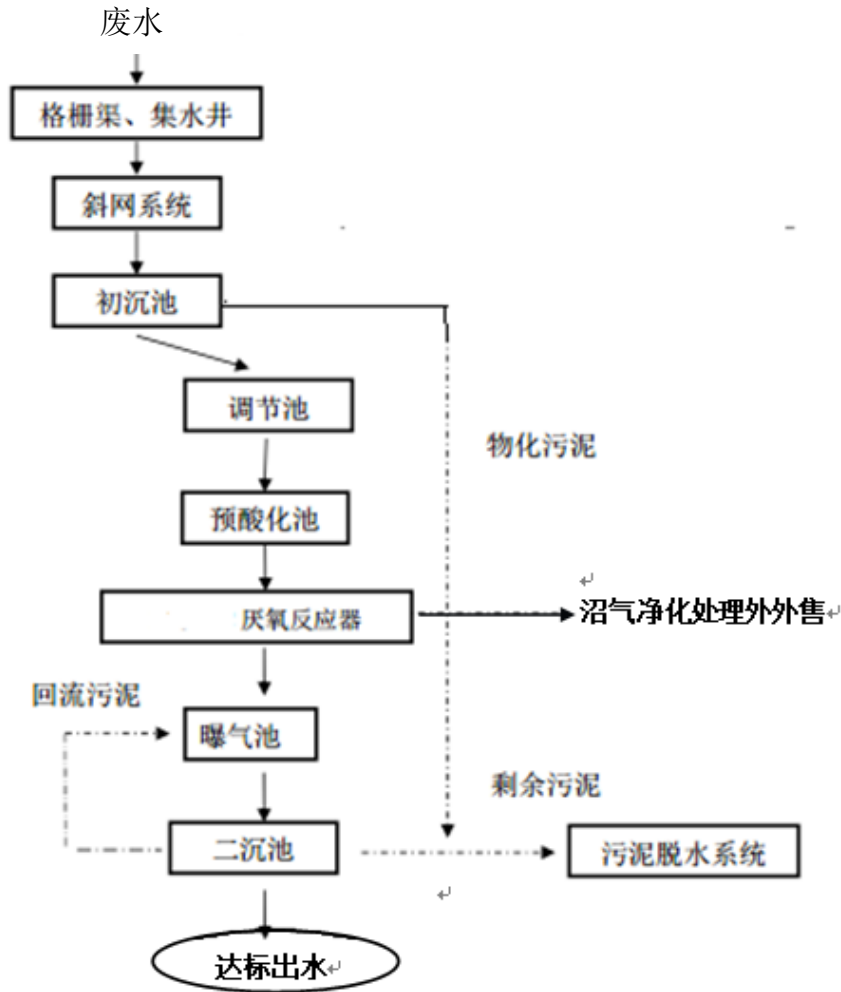 废水
格栅渠、集水井
斜网系统
初沉池
调节池
物化污泥
预酸化池
厌氧反应器
沼气净化处理外外售
回流污泥
曝气池
剩余污泥
二沉池
污泥脱水系统
达标出水